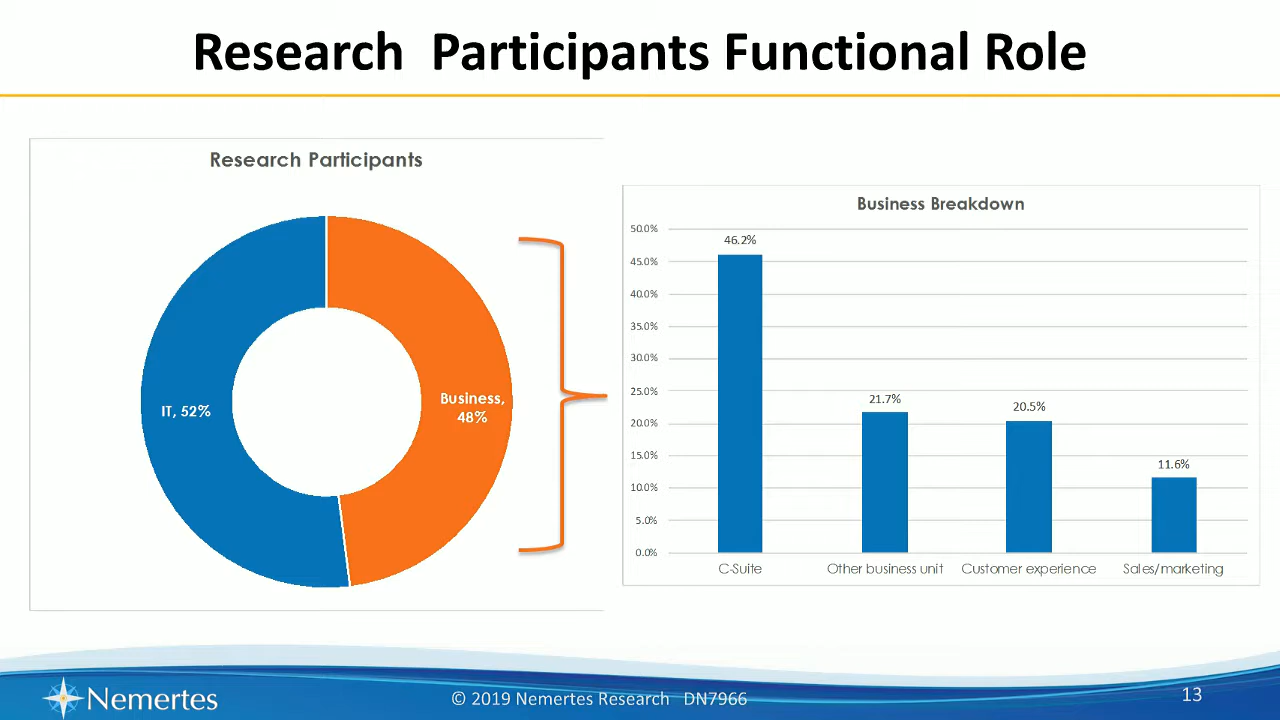 Research  Participants Functional Role
Research Participants
IT, 52%
Business,
48%
Business Breakdown
50.0%
45.0%
40.0%
35.0%
30.0%
25.0%
20.0%
15.0%
10.0%
5.0%
0.0%
46.2%
21.7%
20.5%
11.6%
C-Suite
Other business unit
Customer experience
Sales/marketing
Nemertes
© 2019 Nemertes Research   DN7966
13